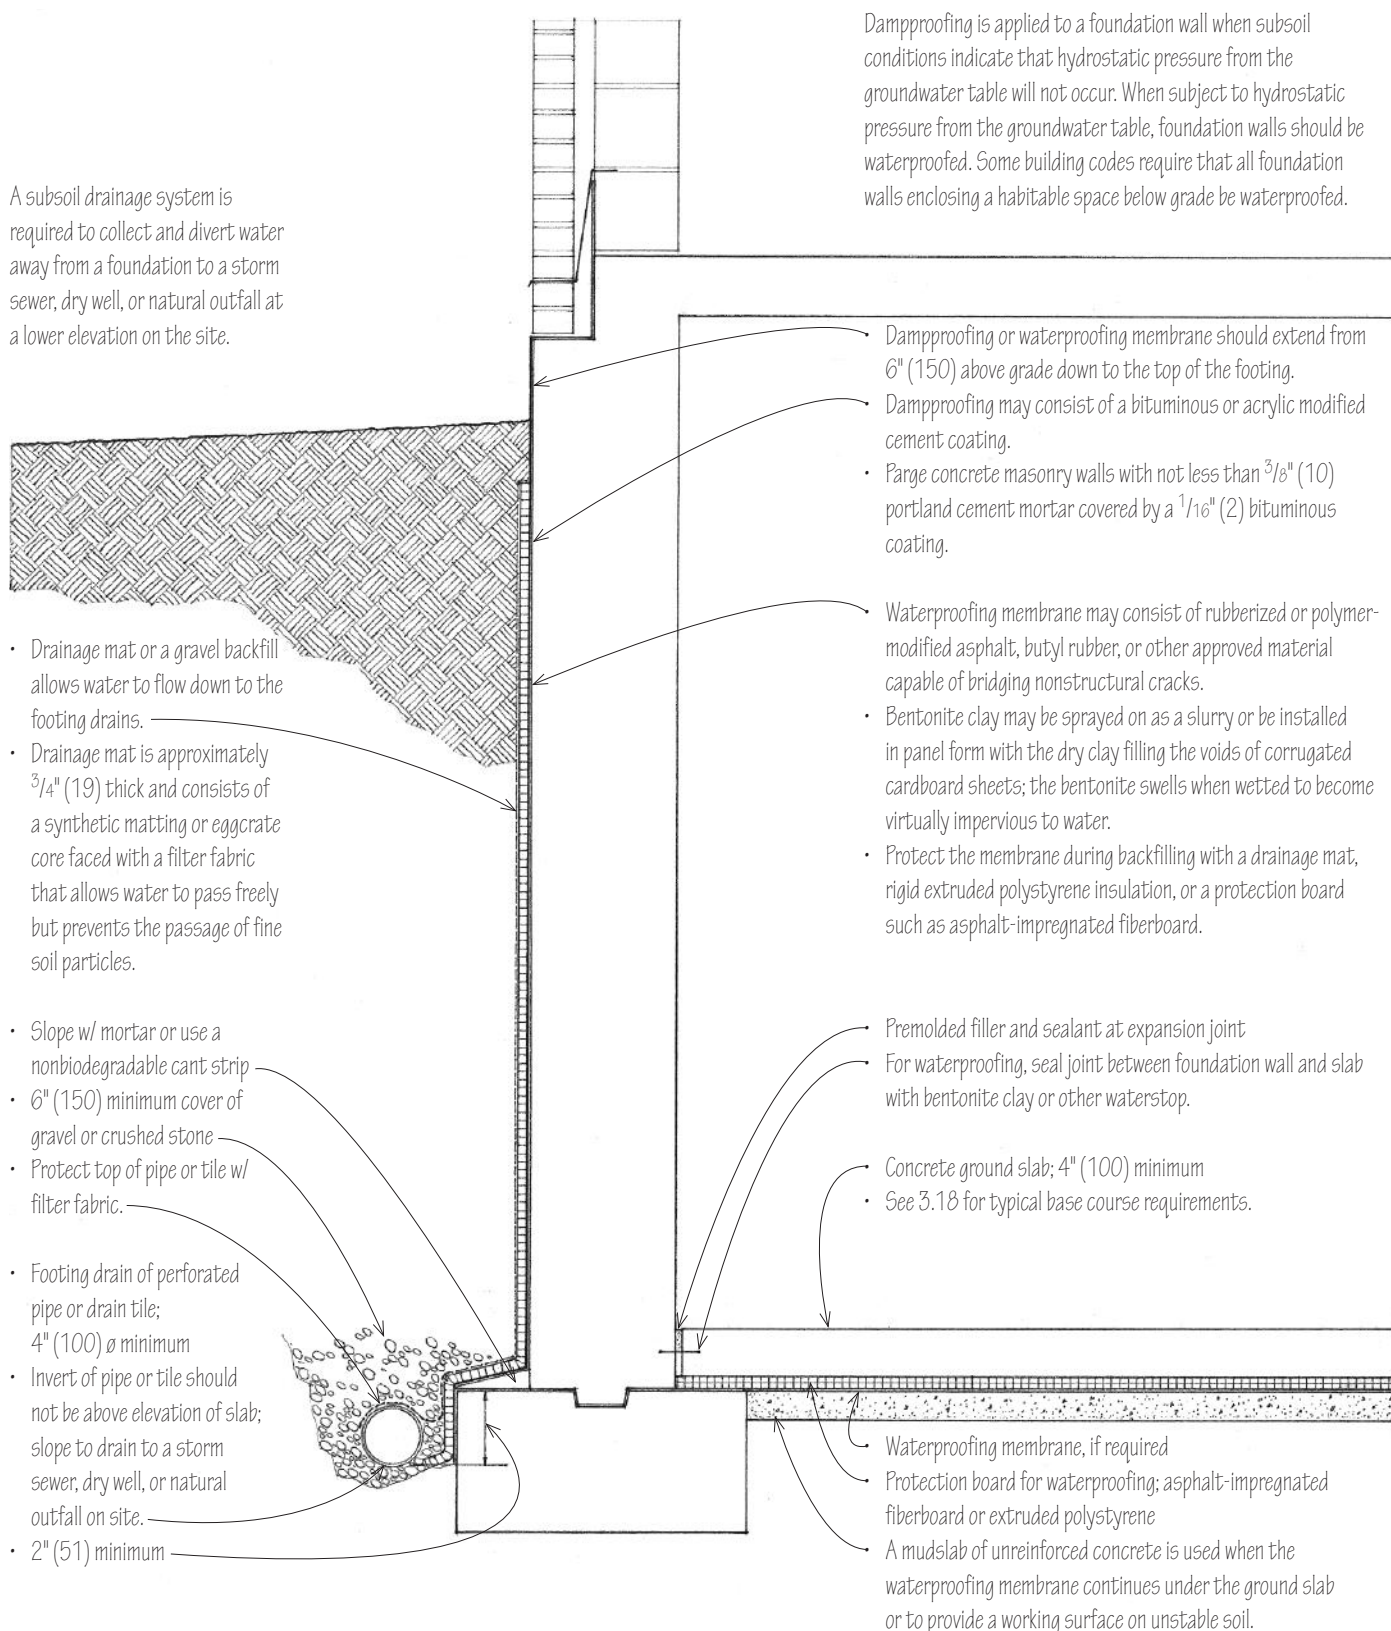 Dampproofing is applied to a foundation wall when subsoil
conditions indicate that hydrostatic pressure from the
groundwater table will not occur. When subject to hydrostatic
pressure from the groundwater table, foundation walls should be
waterproofed. Some building codes require that all foundation
walls enclosing a habitable space below grade be waterproofed.
A subsoil drainage system is
required to collect and divert water
away from a foundation to a storm
sewer, dry well, or natural outfall at
a lower elevation on the site.
• Dampproofing or waterproofing membrane should extend from
6" (150) above grade down to the top of the footing.
• Dampproofing may consist of a bituminous or acrylic modified
cement coating.
• Parge concrete masonry walls with not less than 3/8" (10)
portland cement mortar covered by a 1/16" (2) bituminous
coating.
• Waterproofing membrane may consist of rubberized or polymer-
modified asphalt, butyl rubber, or other approved material
capable of bridging nonstructural cracks.
• Bentonite clay may be sprayed on as a slurry or be installed
in panel form with the dry clay filling the voids of corrugated
cardboard sheets; the bentonite swells when wetted to become
virtually impervious to water.
• Protect the membrane during backfilling with a drainage mat,
rigid extruded polystyrene insulation, or a protection board
such as asphalt-impregnated fiberboard.
• Drainage mat or a gravel backfill
allows water to flow down to the
footing drains.
• Drainage mat is approximately
3/4" (19) thick and consists of
a synthetic matting or eggcrate
core faced with a filter fabric
that allows water to pass freely
but prevents the passage of fine
soil particles.
• Slope w/ mortar or use a
nonbiodegradable cant strip
• 6" (150) minimum cover of
gravel or crushed stone
• Protect top of pipe or tile w/
filter fabric.
• Footing drain of perforated
pipe or drain tile;
4" (100) ø minimum
• Invert of pipe or tile should
not be above elevation of slab;
slope to drain to a storm
sewer, dry well, or natural
outfall on site.
• 2" (51) minimum
• Premolded filler and sealant at expansion joint
• For waterproofing, seal joint between foundation wall and slab
with bentonite clay or other waterstop.
• Concrete ground slab; 4" (100) minimum
• See 3.18 for typical base course requirements.
• Waterproofing membrane, if required
• Protection board for waterproofing; asphalt-impregnated
fiberboard or extruded polystyrene
• A mudslab of unreinforced concrete is used when the
waterproofing membrane continues under the ground slab
or to provide a working surface on unstable soil.